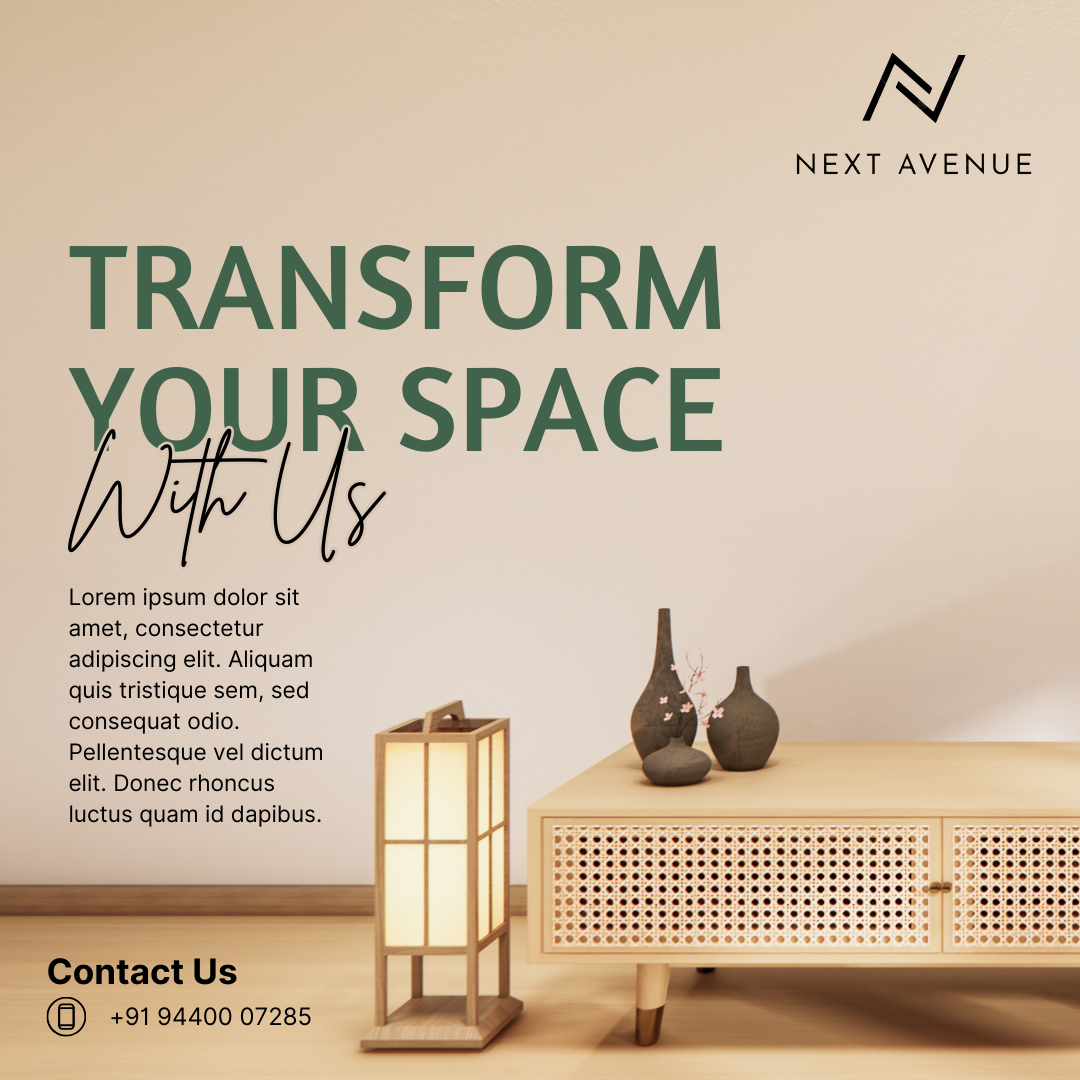 NEXT AVENUE
TRANSFORM
YOUR SPACE
With Us
Lorem ipsum dolor sit
amet, consectetur
adipiscing elit. Aliquam
quis tristique sem, sed
consequat odio.
Pellentesque vel dictum
elit. Donec rhoncus
luctus quam id dapibus.
Contact Us
+91 94400 07285